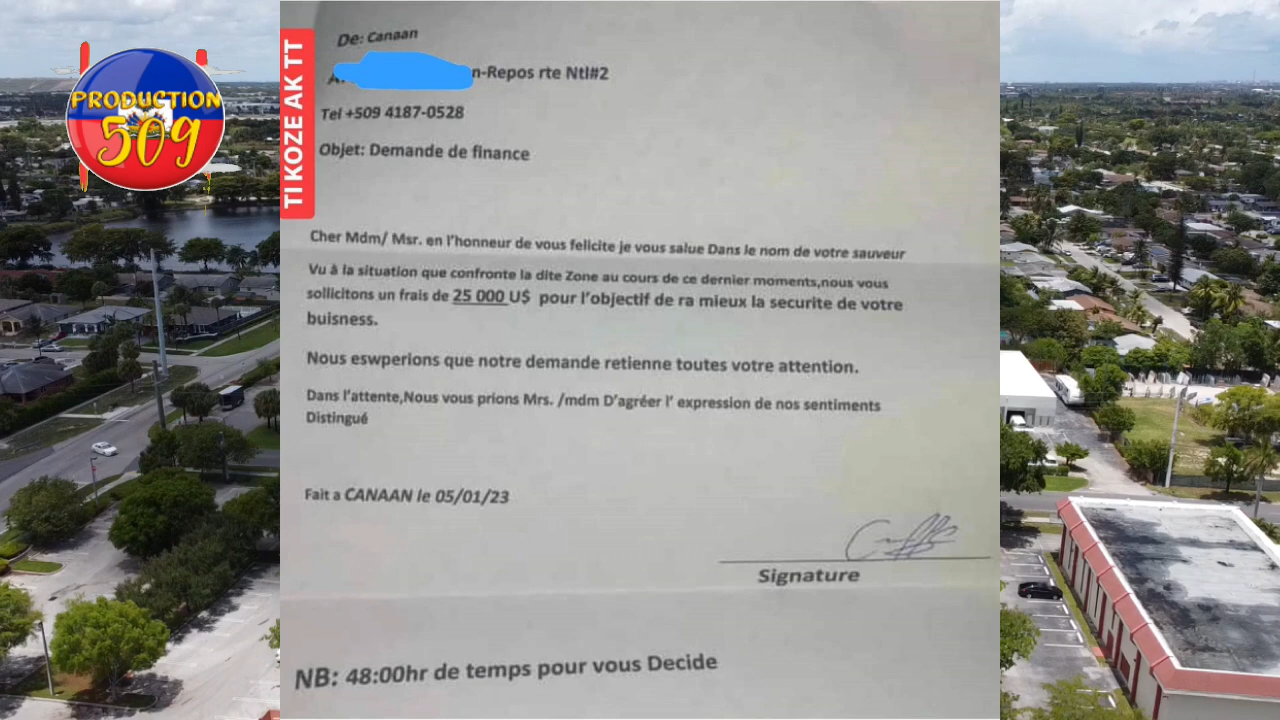 PRODUCTION
509
TI KOZE AK TT
De: Canaan
n-Repos rte Ntl#2
Tel +509 4187-0528
Objet: Demande de finance
Cher Mdm/ Msr. en l'honneur de vous felicite je vous salue Dans le nom de votre sauveur
Vu à la situation que confronte la dite Zone au cours de ce dernier moments,nous vous
sollicitons un frais de 25 000 U$ pour l'objectif de ra mieux la securite de votre
buisness.
Nous eswperions que notre demande retienne toutes votre attention.
Dans l'attente,Nous vous prions Mrs. /mdm D'agréer l' expression de nos sentiments
Distingué
Fait a CANAAN le 05/01/23
Signature
NB: 48:00hr de temps pour vous Decide